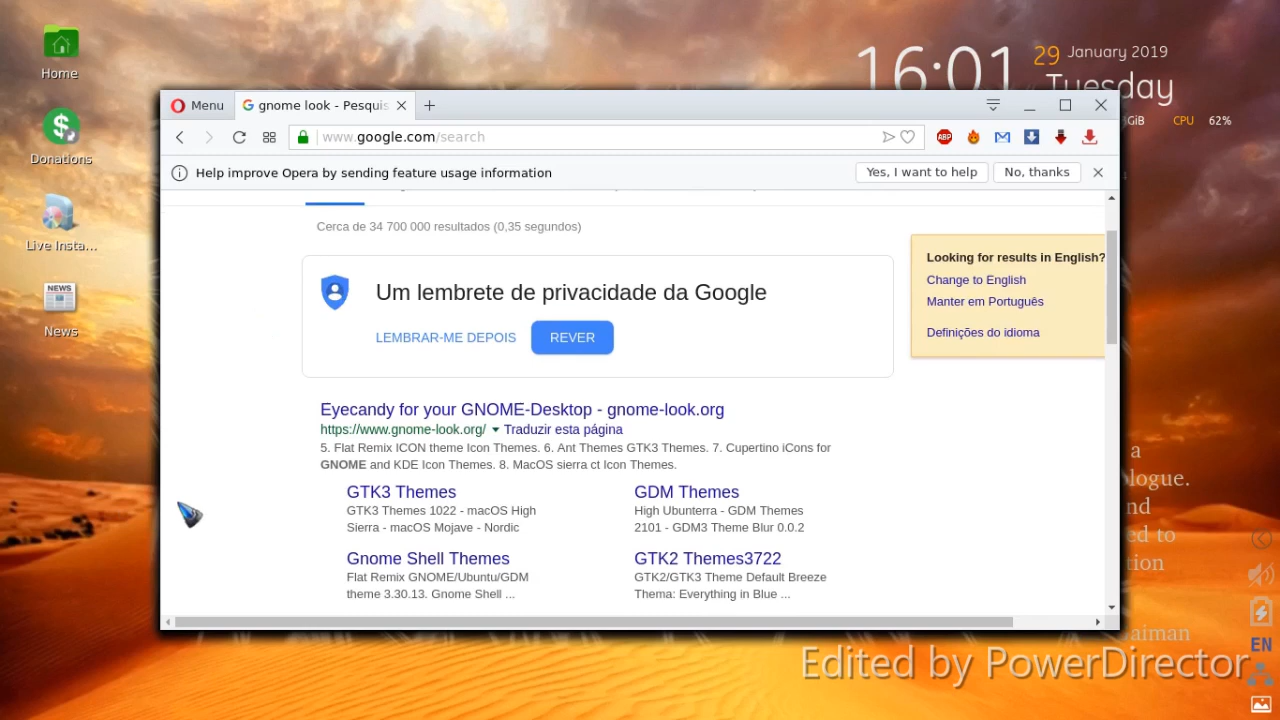 Home
Donations
Live Insta...
News
16:01
29 January 2019
Tuesday
GiB CPU 62%
Menu
gnome look - Pesquis
www.google.com/search
ABP
Help improve Opera by sending feature usage information
Yes, I want to help
No, thanks
Cerca de 34 700 000 resultados (0,35 segundos)
Um lembrete de privacidade da Google
LEMBRAR-ME DEPOIS
REVER
Looking for results in English?
Change to English
Manter em Português
Definições do idioma
Eyecandy for your GNOME-Desktop - gnome-look.org
https://www.gnome-look.org/ Traduzir esta página
5. Flat Remix ICON theme Icon Themes. 6. Ant Themes GTK3 Themes. 7. Cupertino iCons for
GNOME and KDE Icon Themes. 8. MacOS sierra ct Icon Themes.
GTK3 Themes
GTK3 Themes 1022 - macOS High
Sierra - macOS Mojave - Nordic
GDM Themes
High Ubunterra - GDM Themes
2101 - GDM3 Theme Blur 0.0.2
Gnome Shell Themes
Flat Remix GNOME/Ubuntu/GDM
theme 3.30.13. Gnome Shell ...
GTK2 Themes3722
GTK2/GTK3 Theme Default Breeze
Thema: Everything in Blue ...
a
logue.
nd
ed to
tion
Gaiman
EN
Edited by PowerDirector